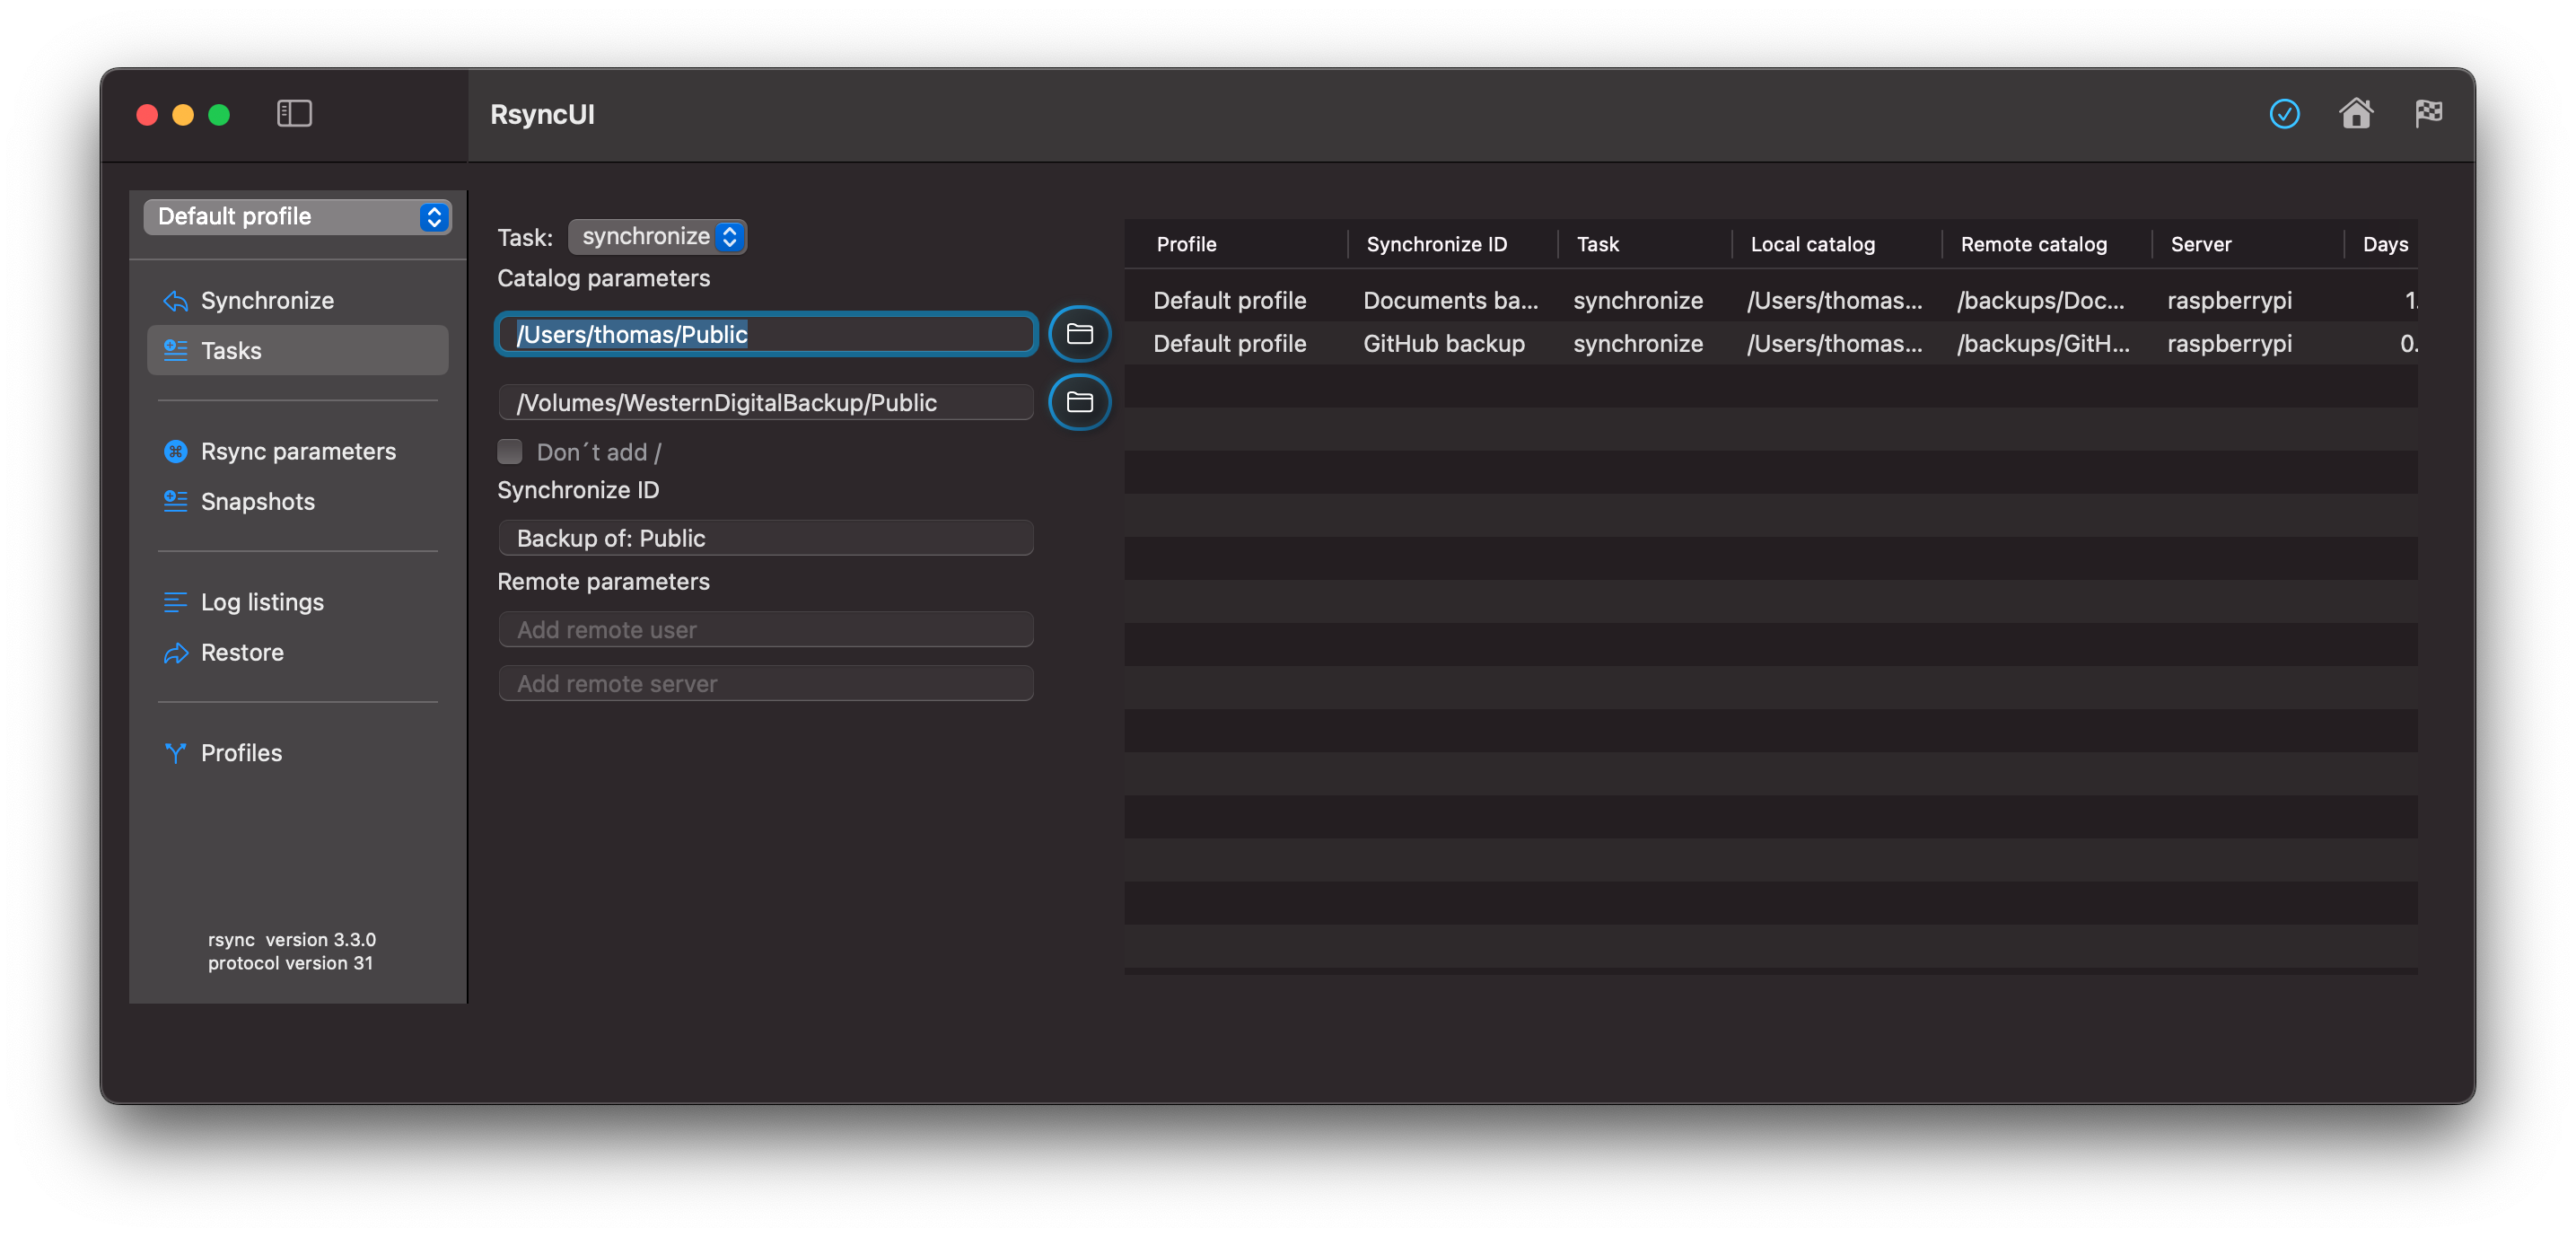 RsyncUI
Default profile
Synchronize
Tasks
Rsync parameters
Snapshots
Log listings
Restore
Profiles
rsync  version 3.3.0
protocol version 31
Task: synchronize
Catalog parameters
/Users/thomas/Public
/Volumes/WesternDigitalBackup/Public
Don´t add /
Synchronize ID
Backup of: Public
Remote parameters
Add remote user
Add remote server
Profile Synchronize ID Task Local catalog Remote catalog Server Days
Default profile Documents ba... synchronize /Users/thomas... /backups/Doc... raspberrypi 1.
Default profile GitHub backup synchronize /Users/thomas... /backups/GitH... raspberrypi 0.